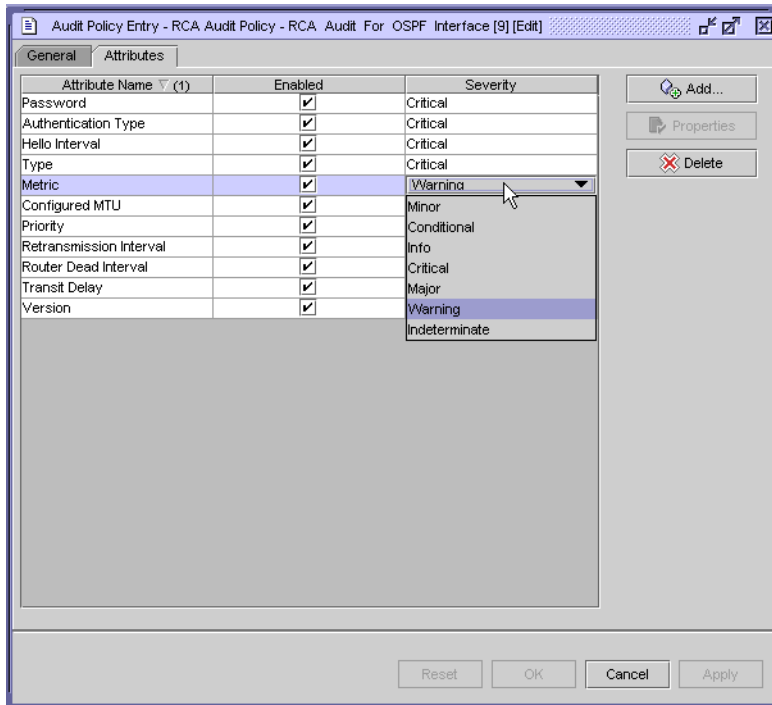 Audit Policy Entry - RCA Audit Policy - RCA Audit For OSPF Interface [9] [Edit]
General Attributes
Attribute Name (1) Enabled Severity
Add...
Password Critical
Authentication Type Critical
Properties
Hello Interval Critical
Type Critical
Delete
Metric Warning
Configured MTU Minor
Priority Conditional
Retransmission Interval Info
Router Dead Interval Critical
Transit Delay Major
Version Warning
Indeterminate
Reset OK Cancel Apply